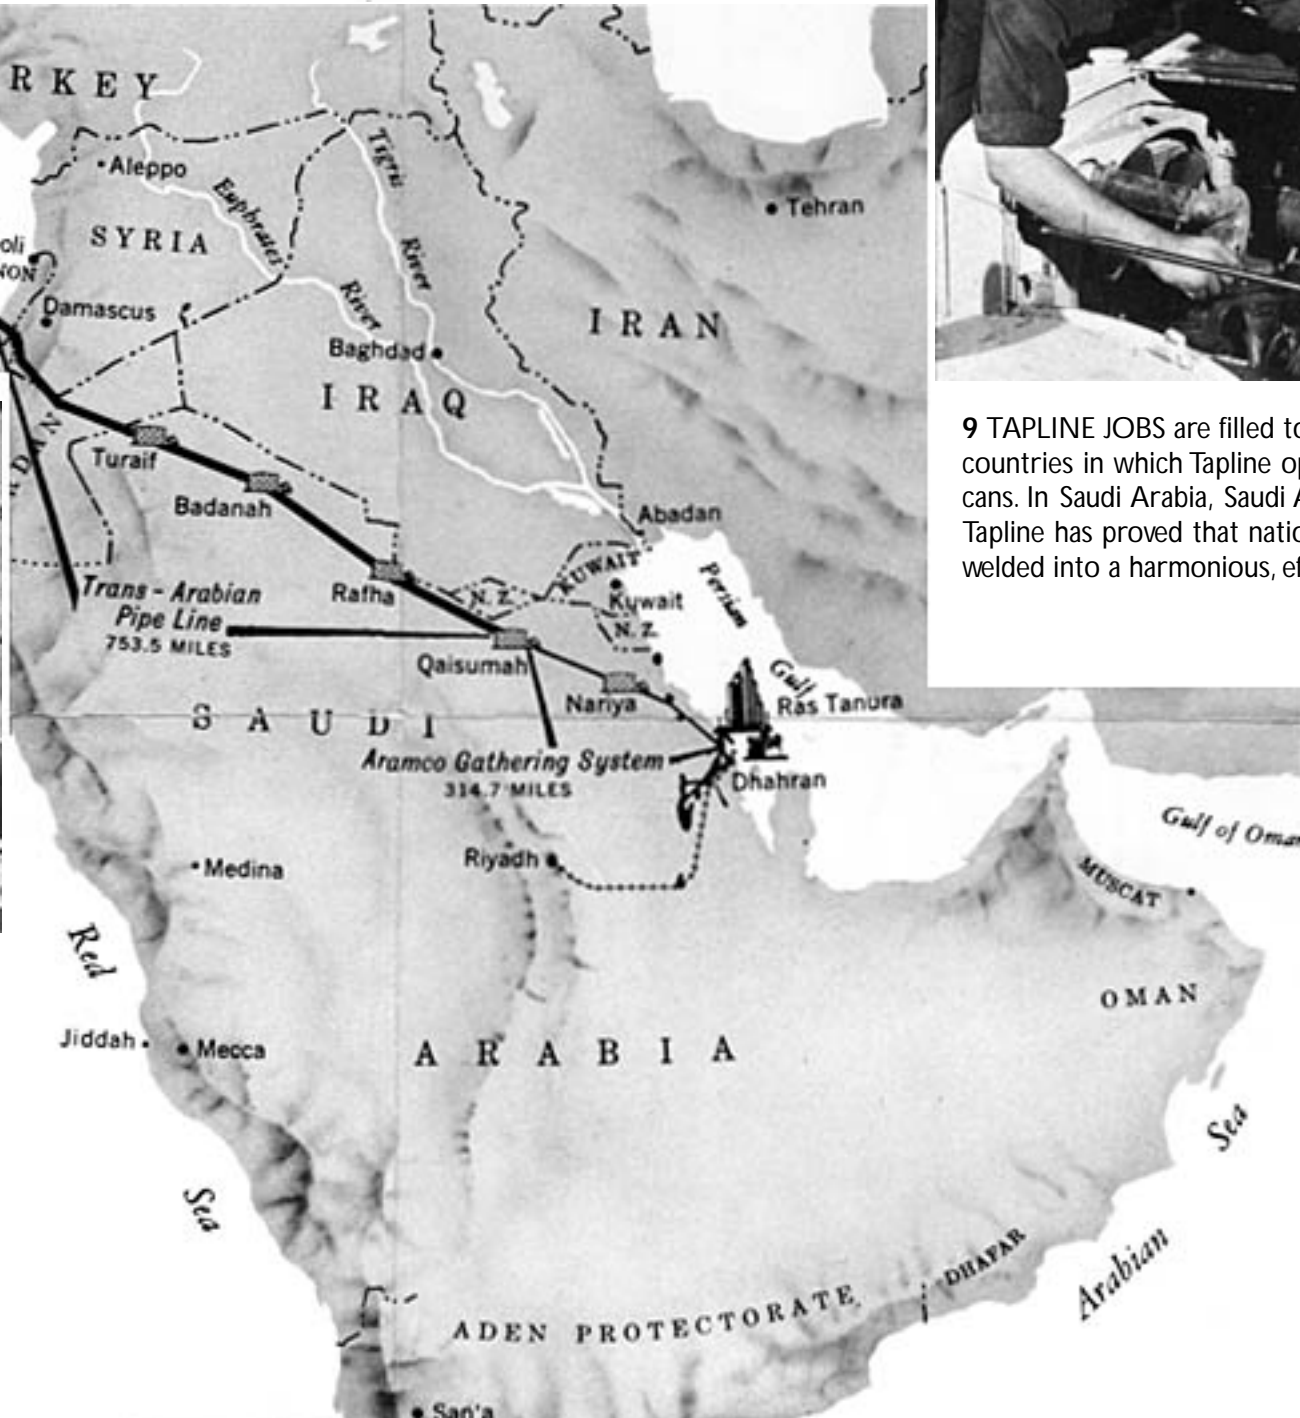 RKEY
Aleppo
Tigris
River
Tehran
Euphrates
River
SYRIA
oli
NON
Damascus
IRAN
Baghdad
IRAQ
DAN
Turaif
Badanah
Abadan
9 TAPLINE JOBS are filled to
countries in which Tapline op
cans. In Saudi Arabia, Saudi A
Tapline has proved that natio
welded into a harmonious, ef
Trans-Arabian
Pipe Line
753.5 MILES
Rafha
N.Z.
KUWAIT
Kuwait
N.Z.
Persian
Gulf
Qaisumah
Nariya
Ras Tanura
SAUDI
Aramco Gathering System
314.7 MILES
Dhahran
Gulf of Oman
Riyadh
Medina
MUSCAT
Red
OMAN
Jiddah
Mecca
ARABIA
Sea
Sea
Arabian
DHAFAR
ADEN PROTECTORATE
San'a